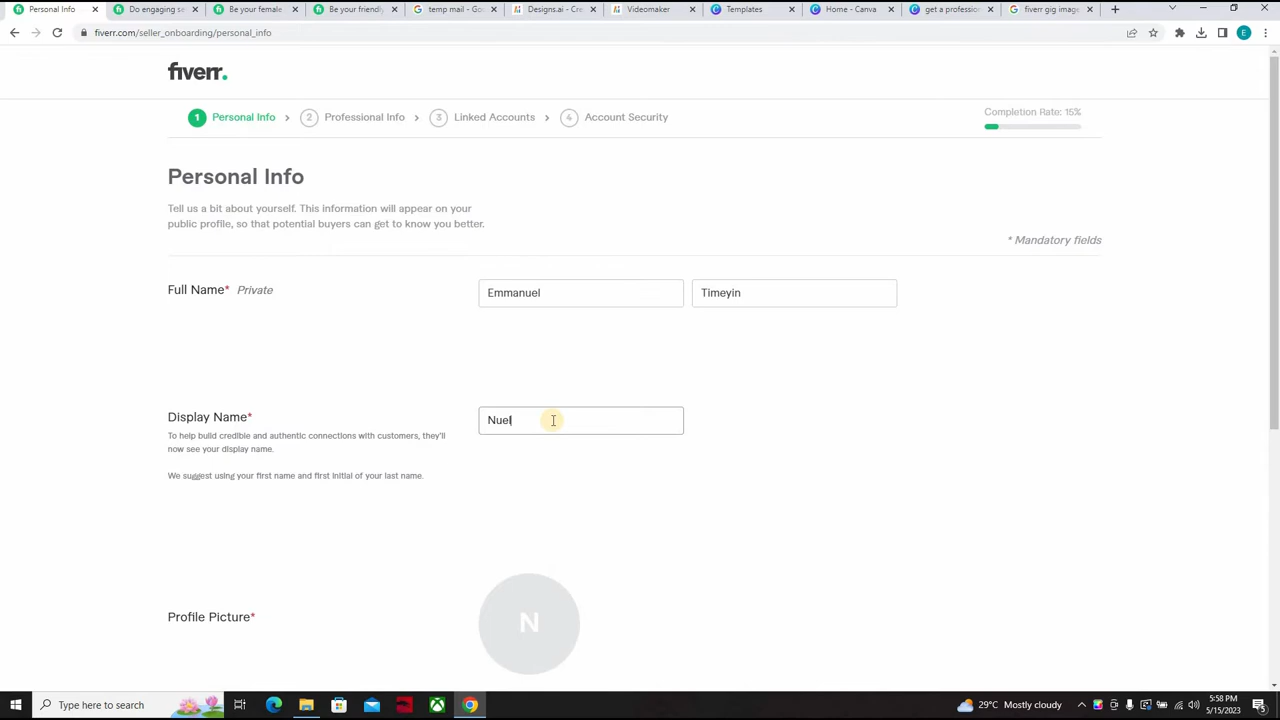 Personal Info
Do engaging se
Be your female
Be your friendly
temp mail - Goo
Designs.ai - Cre
Videomaker
Templates
Home - Canva
get a profession
fiverr gig image
fiverr.com/seller_onboarding/personal_info
E
fiverr.
1 Personal Info
2 Professional Info
3 Linked Accounts
4 Account Security
Completion Rate: 15%
Personal Info
Tell us a bit about yourself. This information will appear on your
public profile, so that potential buyers can get to know you better.
* Mandatory fields
Full Name* Private
Emmanuel
Timeyin
Display Name*
Nuel
To help build credible and authentic connections with customers, they'll
now see your display name.
We suggest using your first name and first initial of your last name.
Profile Picture*
N
Type here to search
29°C Mostly cloudy
5:58 PM
5/15/2023